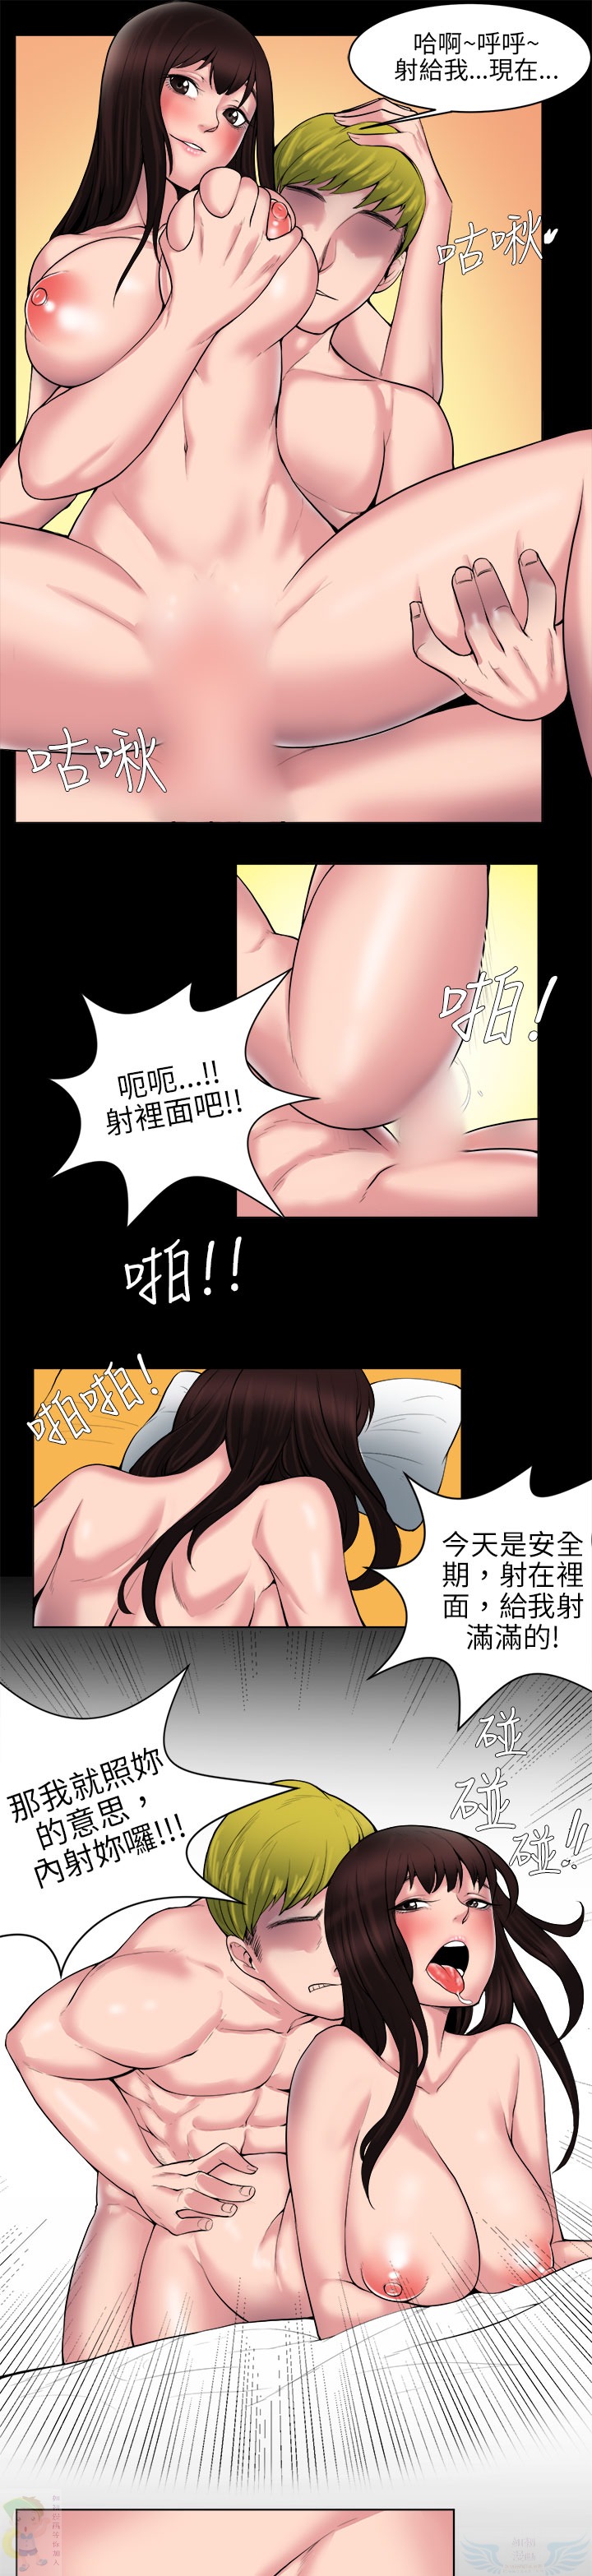 哈啊~呼呼~
射給我...現在...
咕啾
咕啾
啪!
呃呃...!!
射裡面吧!!
啪!!
啪啪!
今天是安全
期，射在裡
面，給我射
滿滿的!
碰
碰
碰!!
那我就照妳
的意思，
內射妳囉!!!